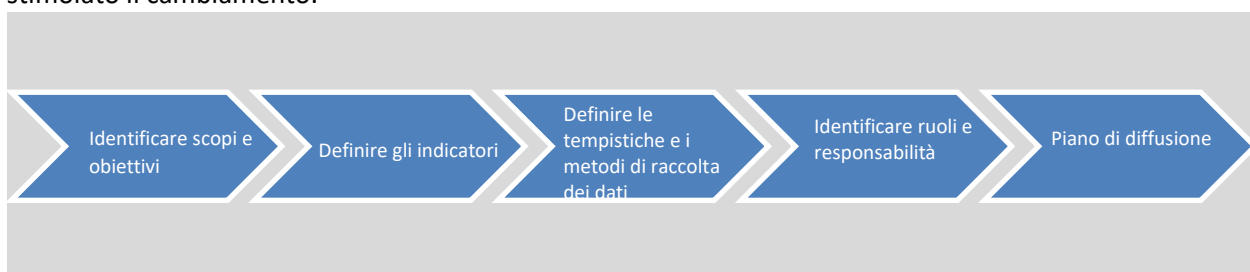 stimolato il cambiamento.
Identificare scopi e
obiettivi
Definire gli indicatori
Definire le
tempistiche e i
metodi di raccolta
dei dati
Identificare ruoli e
responsabilità
Piano di diffusione